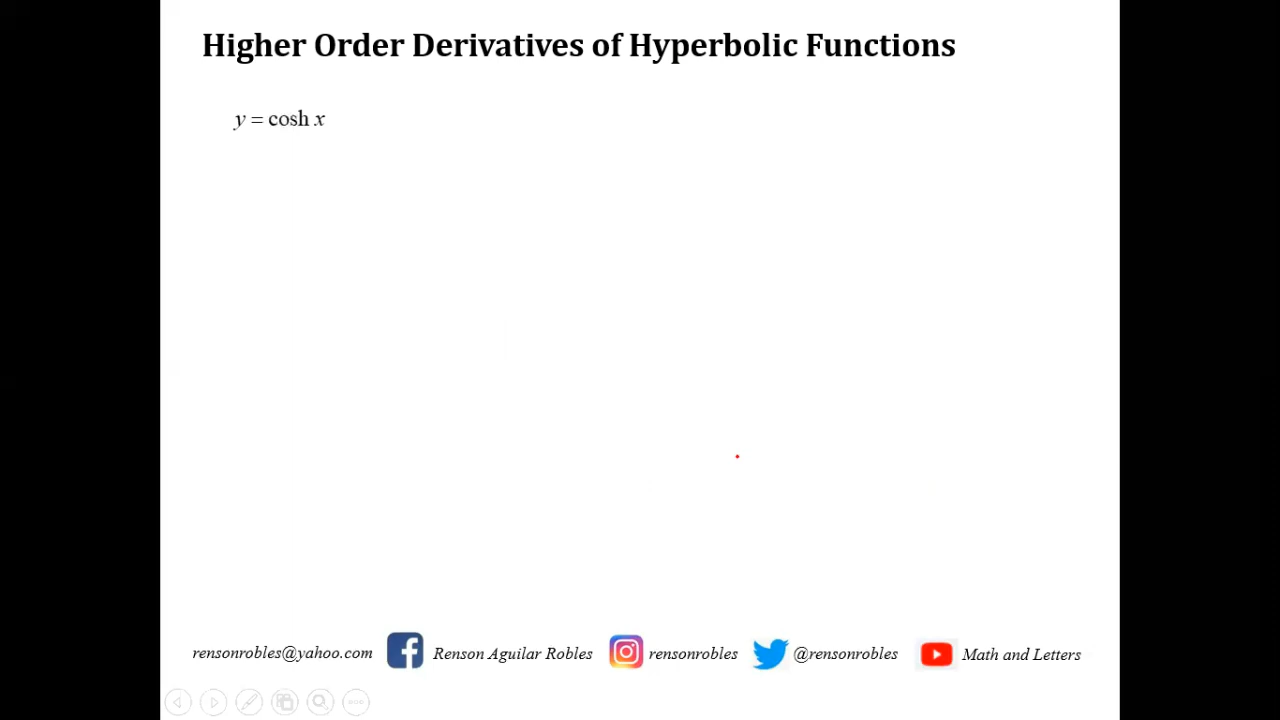 Higher Order Derivatives of Hyperbolic Functions
y = cosh x
rensonrobles@yahoo.com Renson Aguilar Robles rensonrobles @rensonrobles Math and Letters